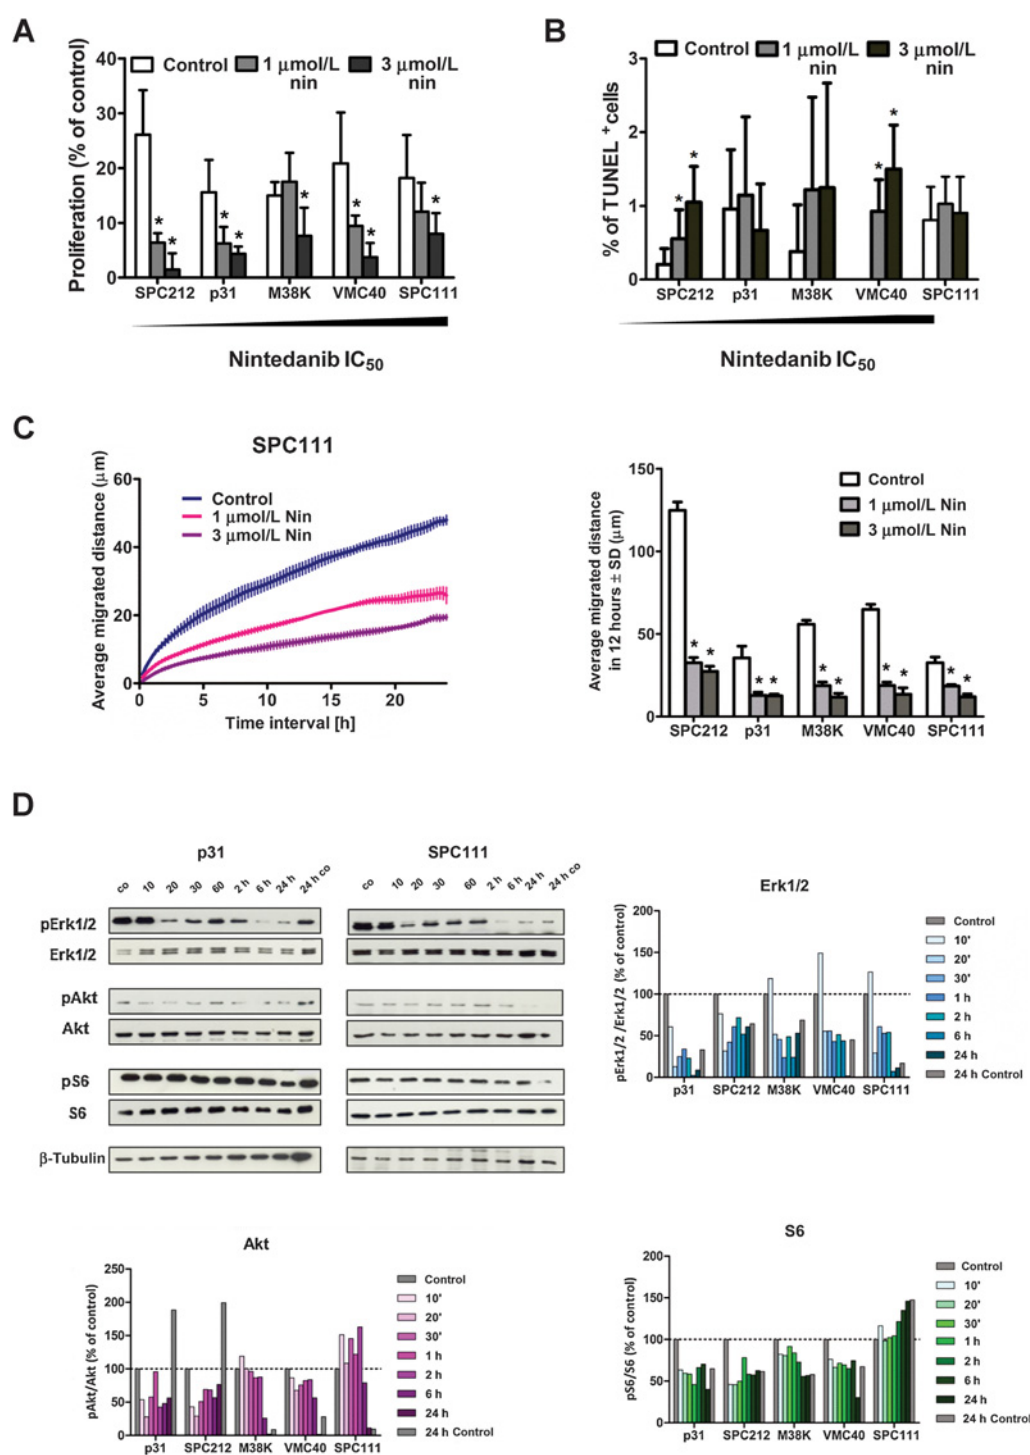 A
Control
1 μmol/L nin
3 μmol/L nin
Proliferation (% of control)
40
30
20
10
0
SPC212 p31 M38K VMC40 SPC111
Nintedanib IC50
B
Control
1 μmol/L nin
3 μmol/L nin
% of TUNEL +cells
3
2
1
0
* * * *
SPC212 p31 M38K VMC40 SPC111
Nintedanib IC50
C
SPC111
Average migrated distance (μm)
60
40
20
0
Control
1 μmol/L Nin
3 μmol/L Nin
0 5 10 15 20
Time interval [h]
Average migrated distance
in 12 hours ± SD (μm)
150
100
50
0
Control
1 μmol/L Nin
3 μmol/L Nin
* * * * * * * * * *
SPC212 p31 M38K VMC40 SPC111
D
p31
co 10 20 30 60 2 h 6 h 24 h 24 h co
SPC111
co 10 20 30 60 2 h 6 h 24 h 24 h co
pErk1/2
Erk1/2
pAkt
Akt
pS6
S6
β-Tubulin
Erk1/2
pErk1/2 /Erk1/2 (% of control)
200
150
100
50
0
p31 SPC212 M38K VMC40 SPC111
Control
10'
20'
30'
1 h
2 h
6 h
24 h
24 h Control
Akt
pAkt/Akt (% of control)
250
200
150
100
50
0
p31 SPC212 M38K VMC40 SPC111
Control
10'
20'
30'
1 h
2 h
6 h
24 h
24 h Control
S6
pS6/S6 (% of control)
200
150
100
50
0
p31 SPC212 M38K VMC40 SPC111
Control
10'
20'
30'
1 h
2 h
6 h
24 h
24 h Control